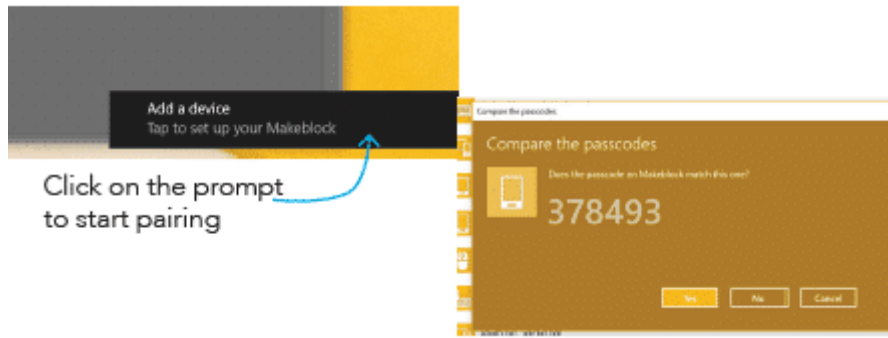 Add a device
Tap to set up your Makeblock
Click on the prompt
to start pairing
Compare the passcodes
Compare the passcodes
Does the passcode on Makeblock match this one?
378493
Yes
No
Cancel